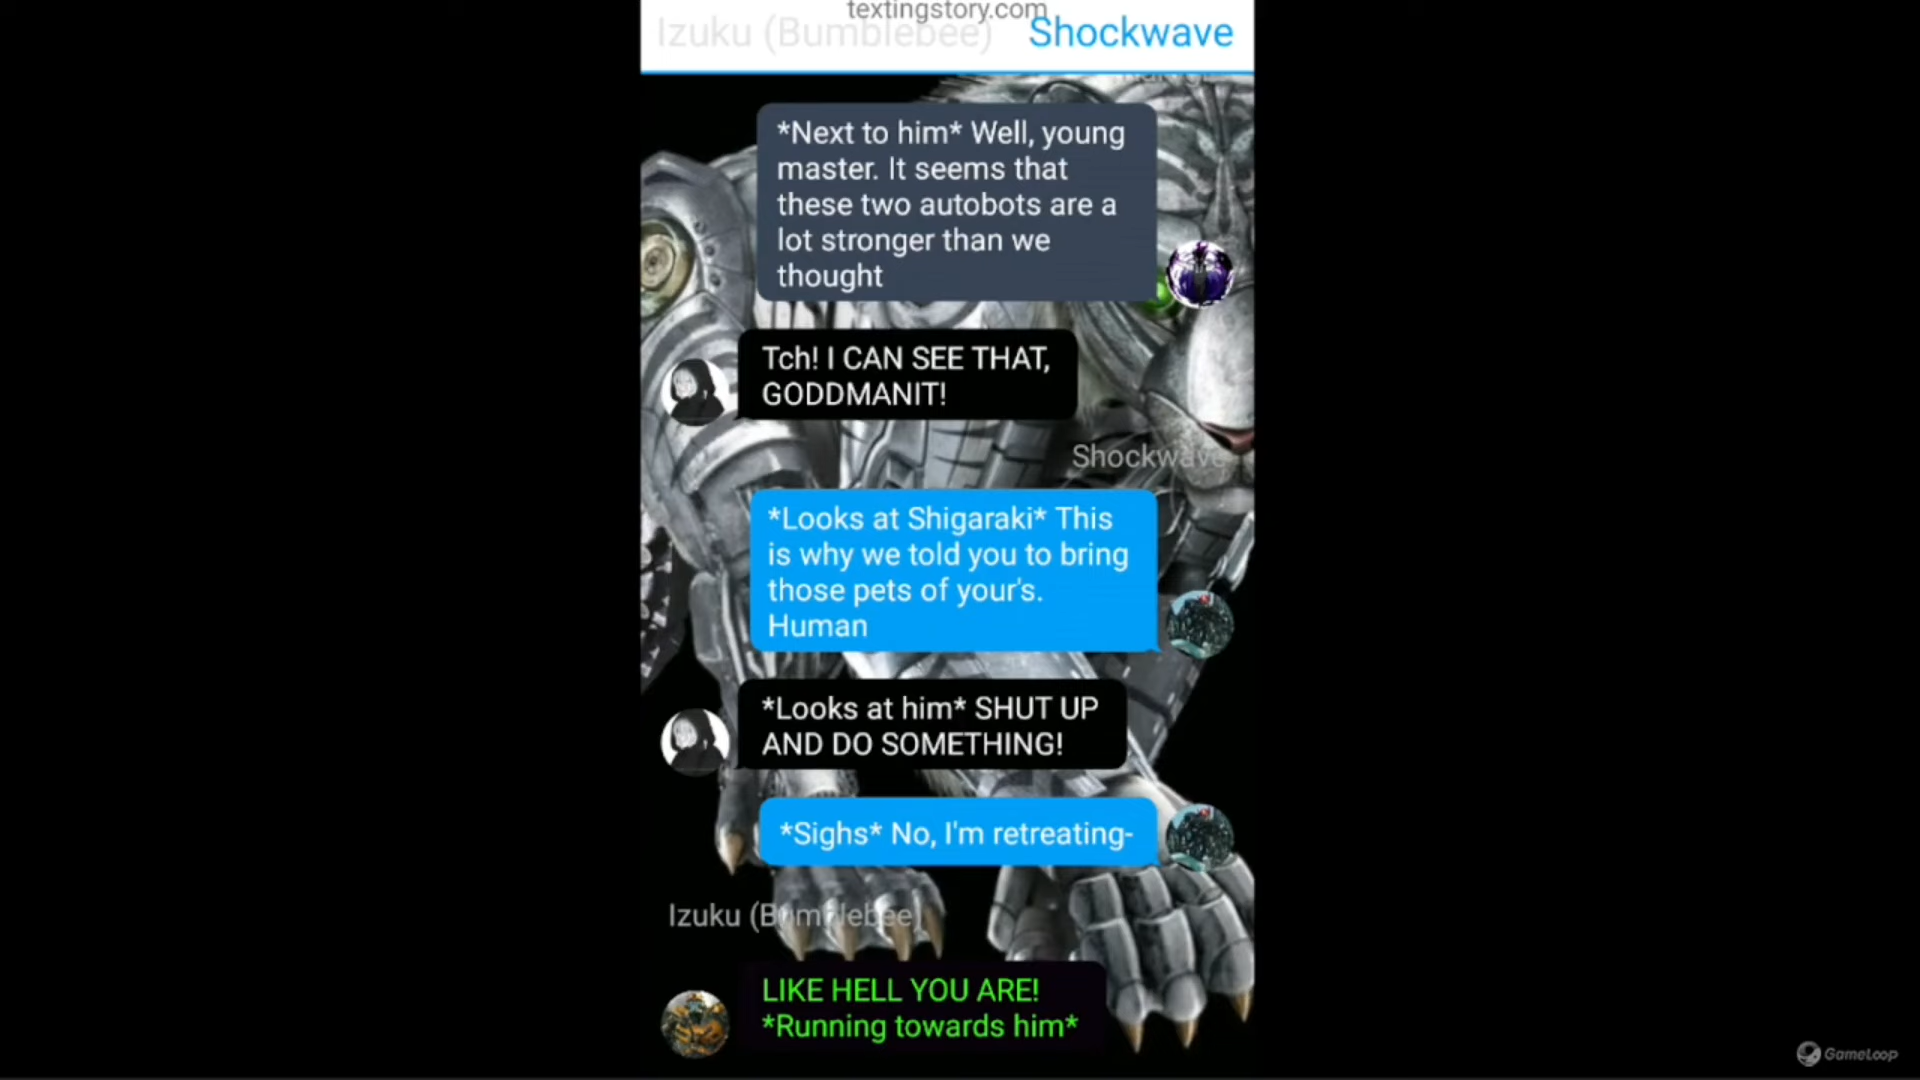 textingstory.com
Izuku (Bumblebee) Shockwave
*Next to him* Well, young
master. It seems that
these two autobots are a
lot stronger than we
thought
Tch! I CAN SEE THAT,
GODDMANIT!
Shockwave
*Looks at Shigaraki* This
is why we told you to bring
those pets of your's.
Human
*Looks at him* SHUT UP
AND DO SOMETHING!
*Sighs* No, I'm retreating-
Izuku (Bumblebee)
LIKE HELL YOU ARE!
*Running towards him*
GameLoop